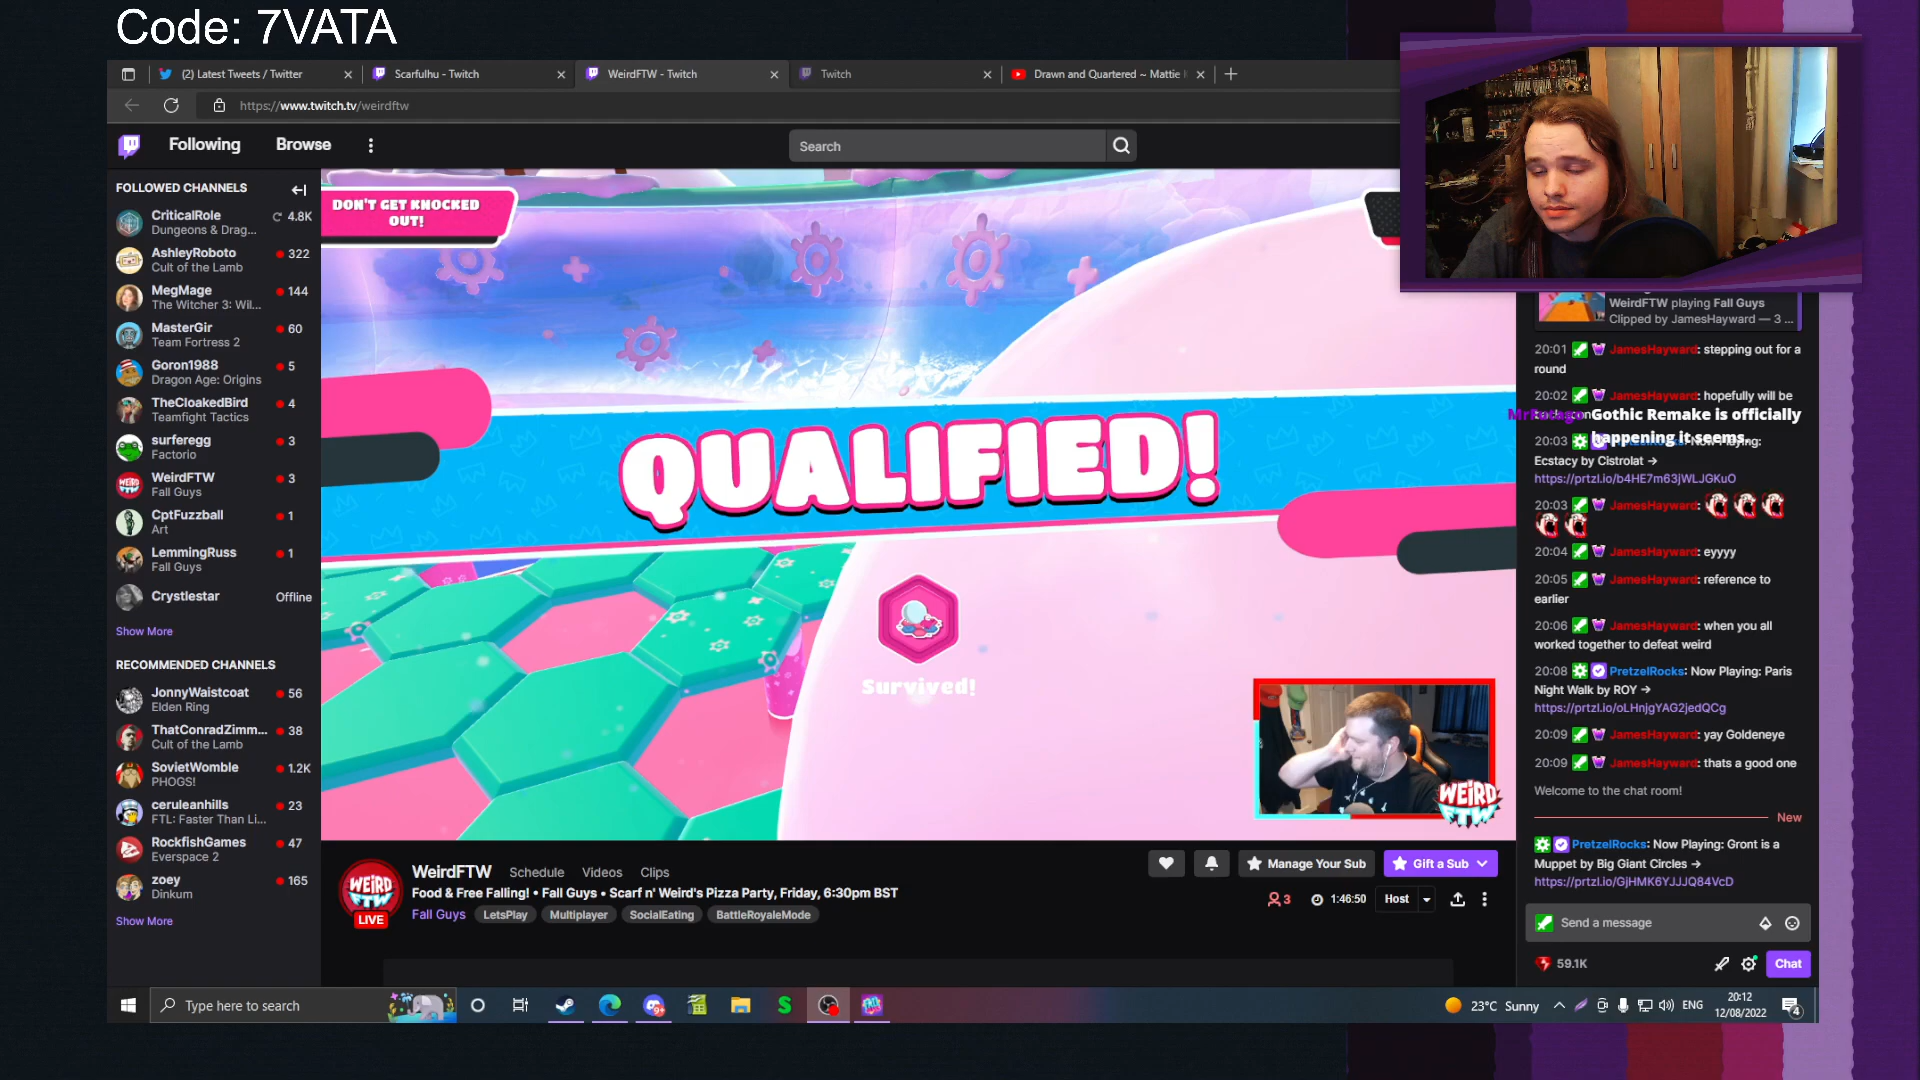 Code: 7VATA
(2) Latest Tweets / Twitter
Scarfulhu - Twitch
WeirdFTW - Twitch
Twitch
Drawn and Quartered ~ Mattie
https://www.twitch.tv/weirdftw
Following
Browse
Search
FOLLOWED CHANNELS
CriticalRole
4.8K
Dungeons & Drag...
AshleyRoboto
322
Cult of the Lamb
MegMage
144
The Witcher 3: Wil...
MasterGir
60
Team Fortress 2
Goron1988
5
Dragon Age: Origins
TheCloakedBird
4
Teamfight Tactics
surferegg
3
Factorio
WeirdFTW
3
Fall Guys
CptFuzzball
1
Art
LemmingRuss
1
Fall Guys
Crystlestar
Offline
Show More
RECOMMENDED CHANNELS
JonnyWaistcoat
56
Elden Ring
ThatConradZimm...
38
Cult of the Lamb
SovietWomble
1.2K
PHOGS!
ceruleanhills
23
FTL: Faster Than Li...
RockfishGames
47
Everspace 2
zoey
165
Dinkum
Show More
DON'T GET KNOCKED
OUT!
QUALIFIED!
Survived!
WEIRD
FTW
WEIRD
FTW
LIVE
WeirdFTW
Schedule
Videos
Clips
Food & Free Falling! • Fall Guys • Scarf n' Weird's Pizza Party, Friday, 6:30pm BST
Fall Guys
LetsPlay
Multiplayer
SocialEating
BattleRoyaleMode
Manage Your Sub
Gift a Sub
3
1:46:50
Host
WeirdFTW playing Fall Guys
Clipped by JamesHayward — 3 ...
20:01 JamesHayward: stepping out for a
round
20:02 JamesHayward: hopefully will be
Gothic Remake is officially
happening it seems.
20:03 Now Playing:
Ecstacy by Cistrolat →
https://prtzl.io/b4HE7m63jWLJGKuO
20:03 JamesHayward:
20:04 JamesHayward: eyyyy
20:05 JamesHayward: reference to
earlier
20:06 JamesHayward: when you all
worked together to defeat weird
20:08 PretzelRocks: Now Playing: Paris
Night Walk by ROY →
https://prtzl.io/oLHnjgYAG2jedQCg
20:09 JamesHayward: yay Goldeneye
20:09 JamesHayward: thats a good one
Welcome to the chat room!
New
PretzelRocks: Now Playing: Gront is a
Muppet by Big Giant Circles →
https://prtzl.io/GjHMK6YJJJQ84VcD
Send a message
59.1K
Chat
Type here to search
23°C Sunny
ENG
20:12
12/08/2022
4